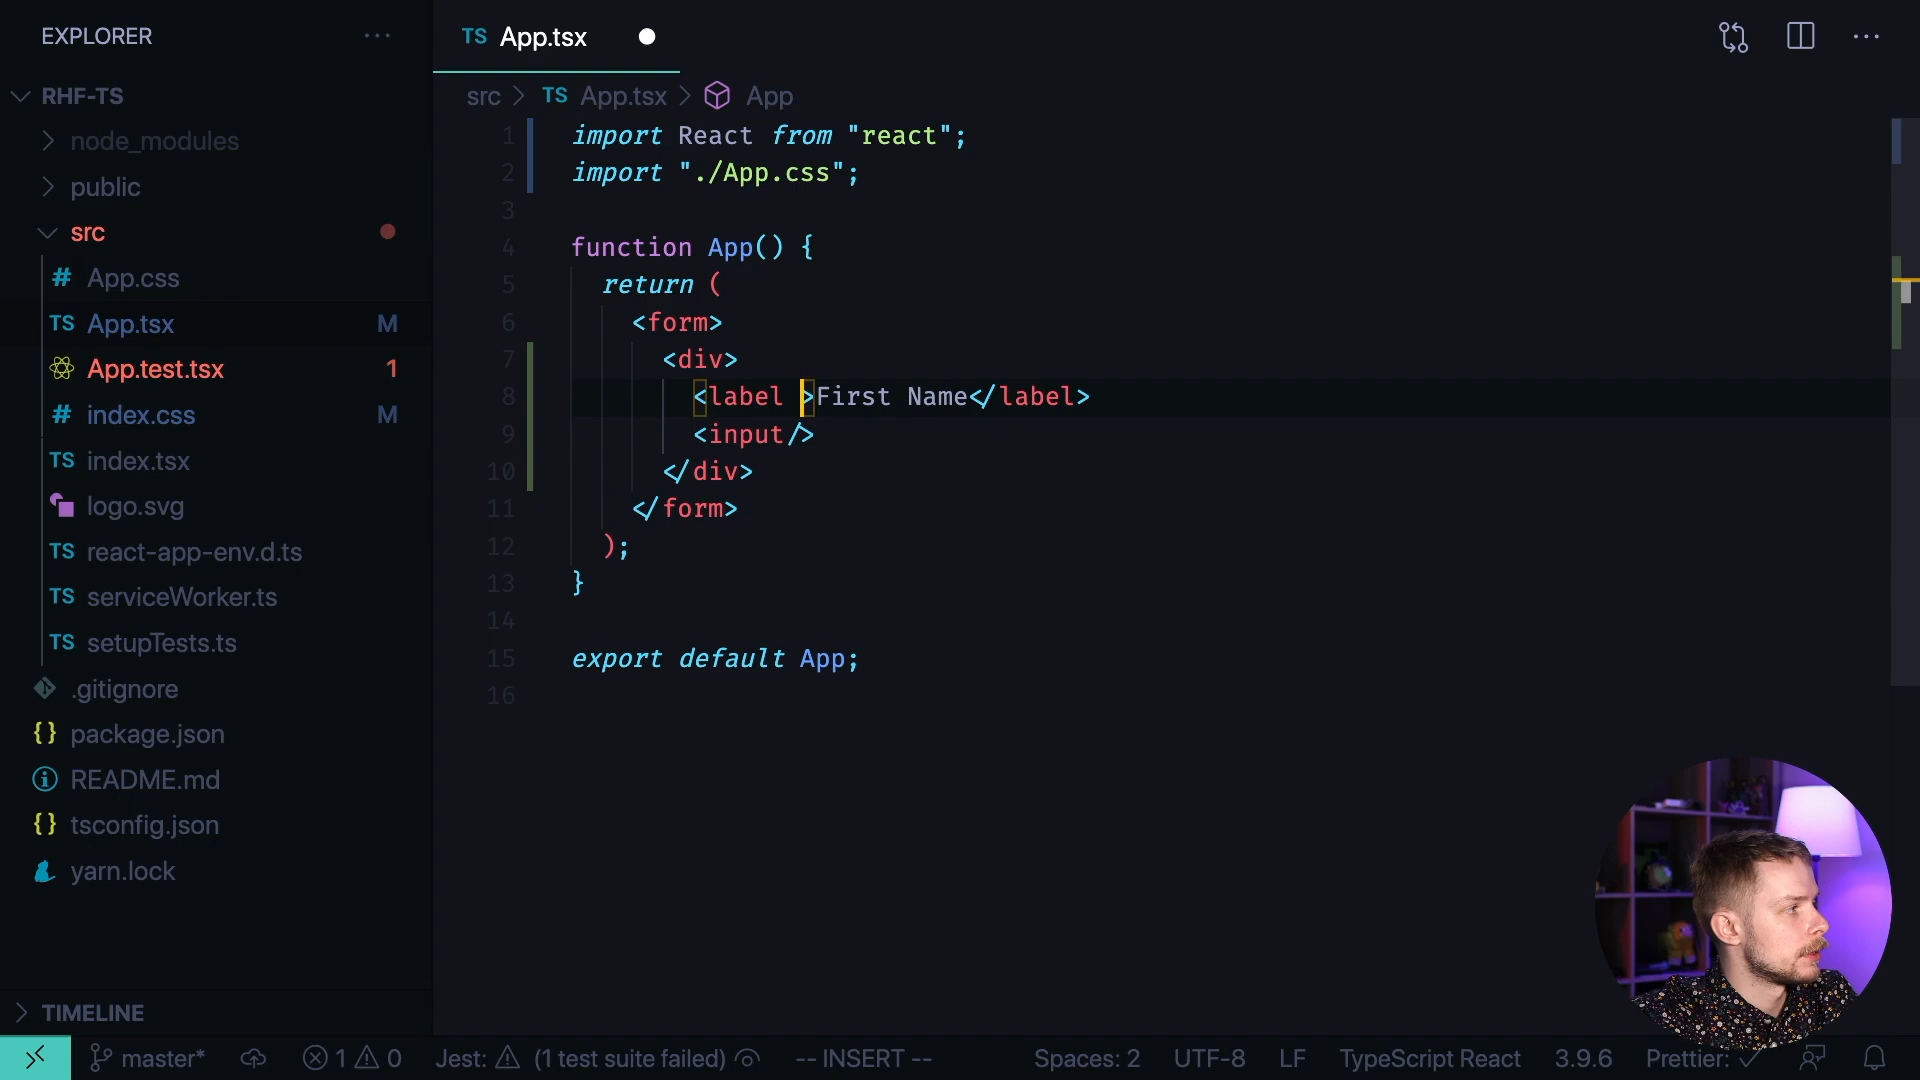 EXPLORER
RHF-TS
node_modules
public
src
# App.css
TS App.tsx M
App.test.tsx 1
# index.css M
TS index.tsx
logo.svg
TS react-app-env.d.ts
TS serviceWorker.ts
TS setupTests.ts
.gitignore
{} package.json
README.md
{} tsconfig.json
yarn.lock
TIMELINE
TS App.tsx
src > TS App.tsx > App
1 import React from "react";
2 import "./App.css";
3
4 function App() {
5 return (
6 <form>
7 <div>
8 <label >First Name</label>
9 <input/>
10 </div>
11 </form>
12 );
13 }
14
15 export default App;
16
master* 1 0 Jest: (1 test suite failed) -- INSERT -- Spaces: 2 UTF-8 LF TypeScript React 3.9.6 Prettier: ✓